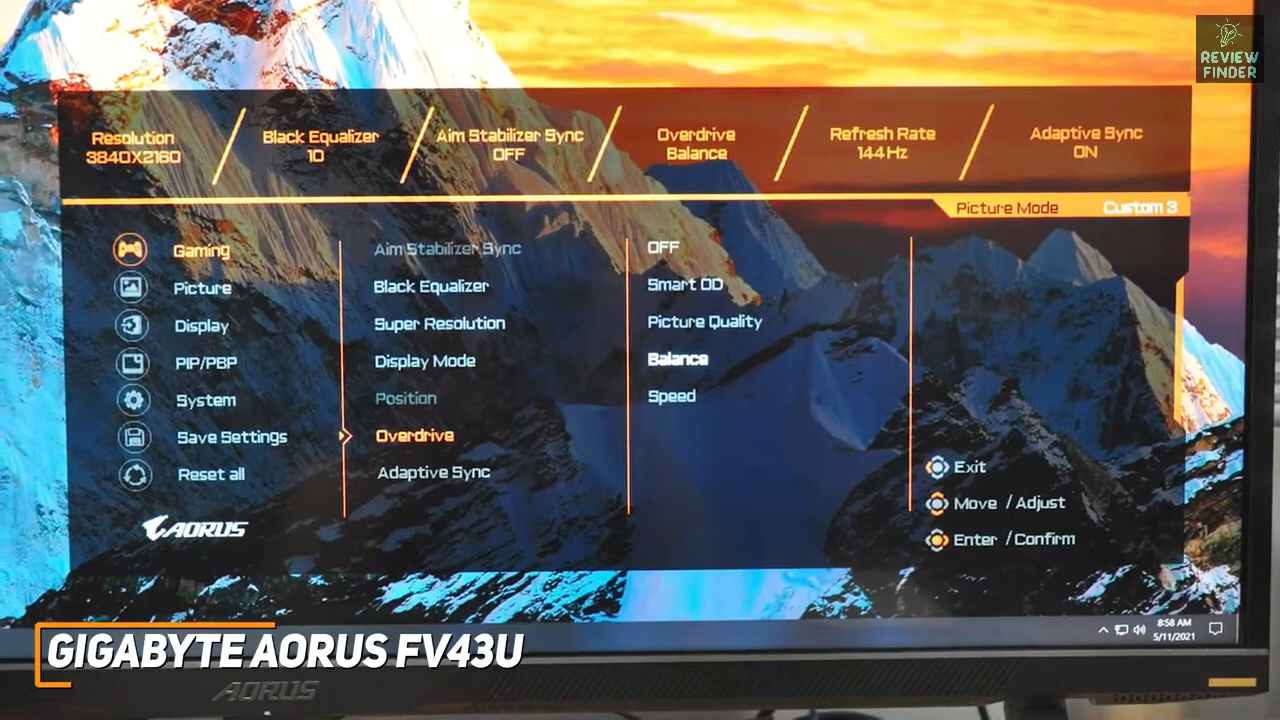 REVIEW
FINDER
Resolution
3840X2160
Black Equalizer
10
Aim Stabilizer Sync
OFF
Overdrive
Balance
Refresh Rate
144Hz
Adaptive Sync
ON
Picture Mode Custom 3
Gaming
Picture
Display
PIP/PBP
System
Save Settings
Reset all
Aim Stabilizer Sync
Black Equalizer
Super Resolution
Display Mode
Position
Overdrive
Adaptive Sync
OFF
Smart OD
Picture Quality
Balance
Speed
Exit
Move / Adjust
Enter / Confirm
AORUS
8:58 AM
5/11/2021
GIGABYTE AORUS FV43U
AORUS